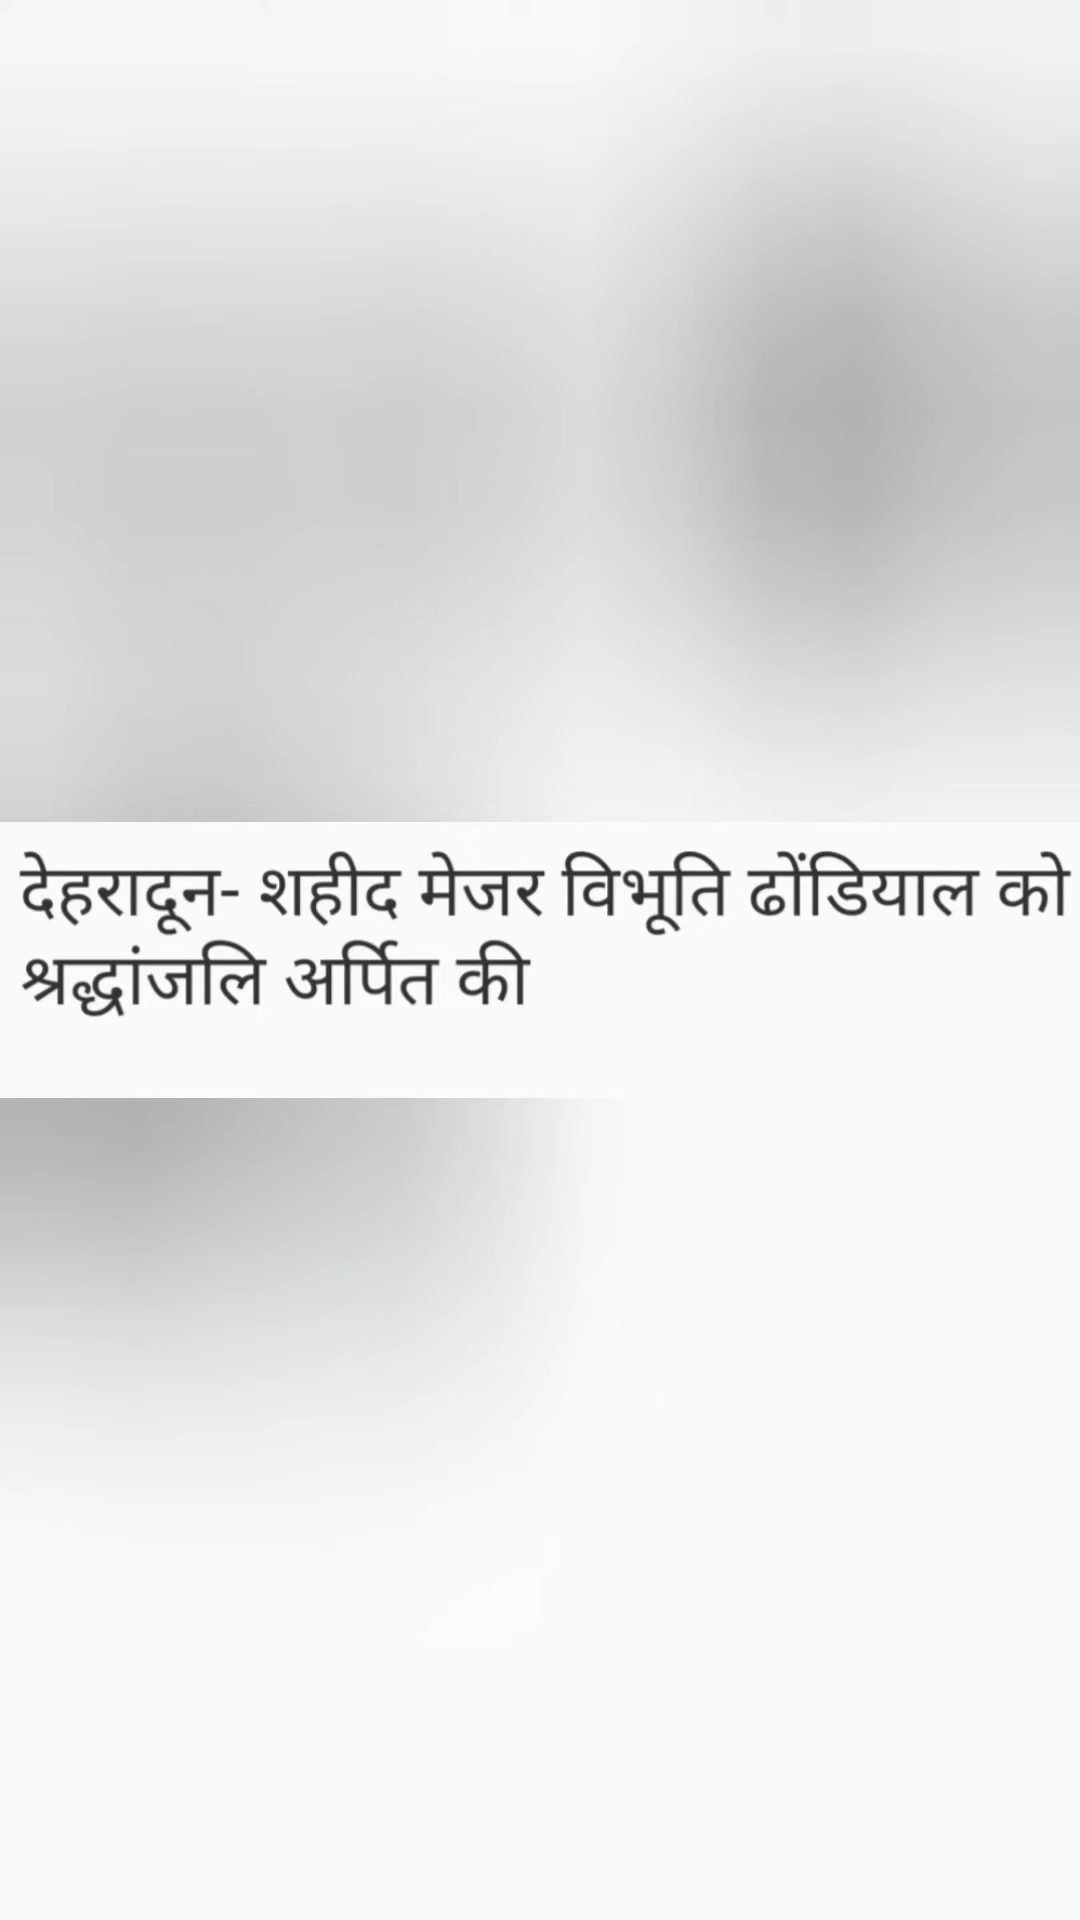 देहरादून- शहीद मेजर विभूति ढोंडियाल को
श्रद्धांजलि अर्पित की